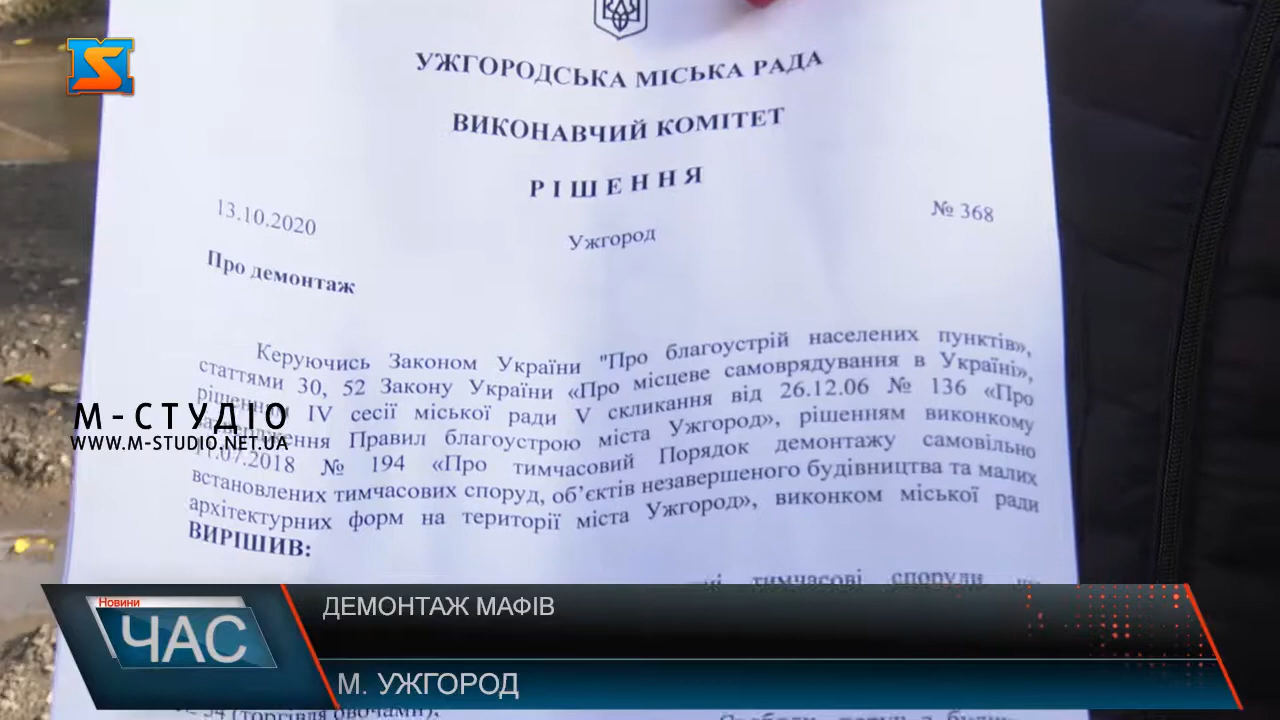 УЖГОРОДСЬКА МІСЬКА РАДА
ВИКОНАВЧИЙ КОМІТЕТ
РІШЕННЯ
13.10.2020
№ 368
Ужгород
Про демонтаж
Керуючись Законом України "Про благоустрій населених пунктів»,
статтями 30, 52 Закону України «Про місцеве самоврядування в Україні»,
рішенням IV сесії міської ради V скликання від 26.12.06 № 136 «Про
Правил благоустрою міста Ужгород», рішенням виконкому
.07.2018 № 194 «Про тимчасовий Порядок демонтажу самовільно
встановлених тимчасових споруд, об’єктів незавершеного будівництва та малих
архітектурних форм на території міста Ужгород», виконком міської ради
ВИРІШИВ:
тимчасові споруди
(торгівля овочами),
М-СТУДІО
WWW.M-STUDIO.NET.UA
Новини
ЧАС
ДЕМОНТАЖ МАФІВ
М. УЖГОРОД